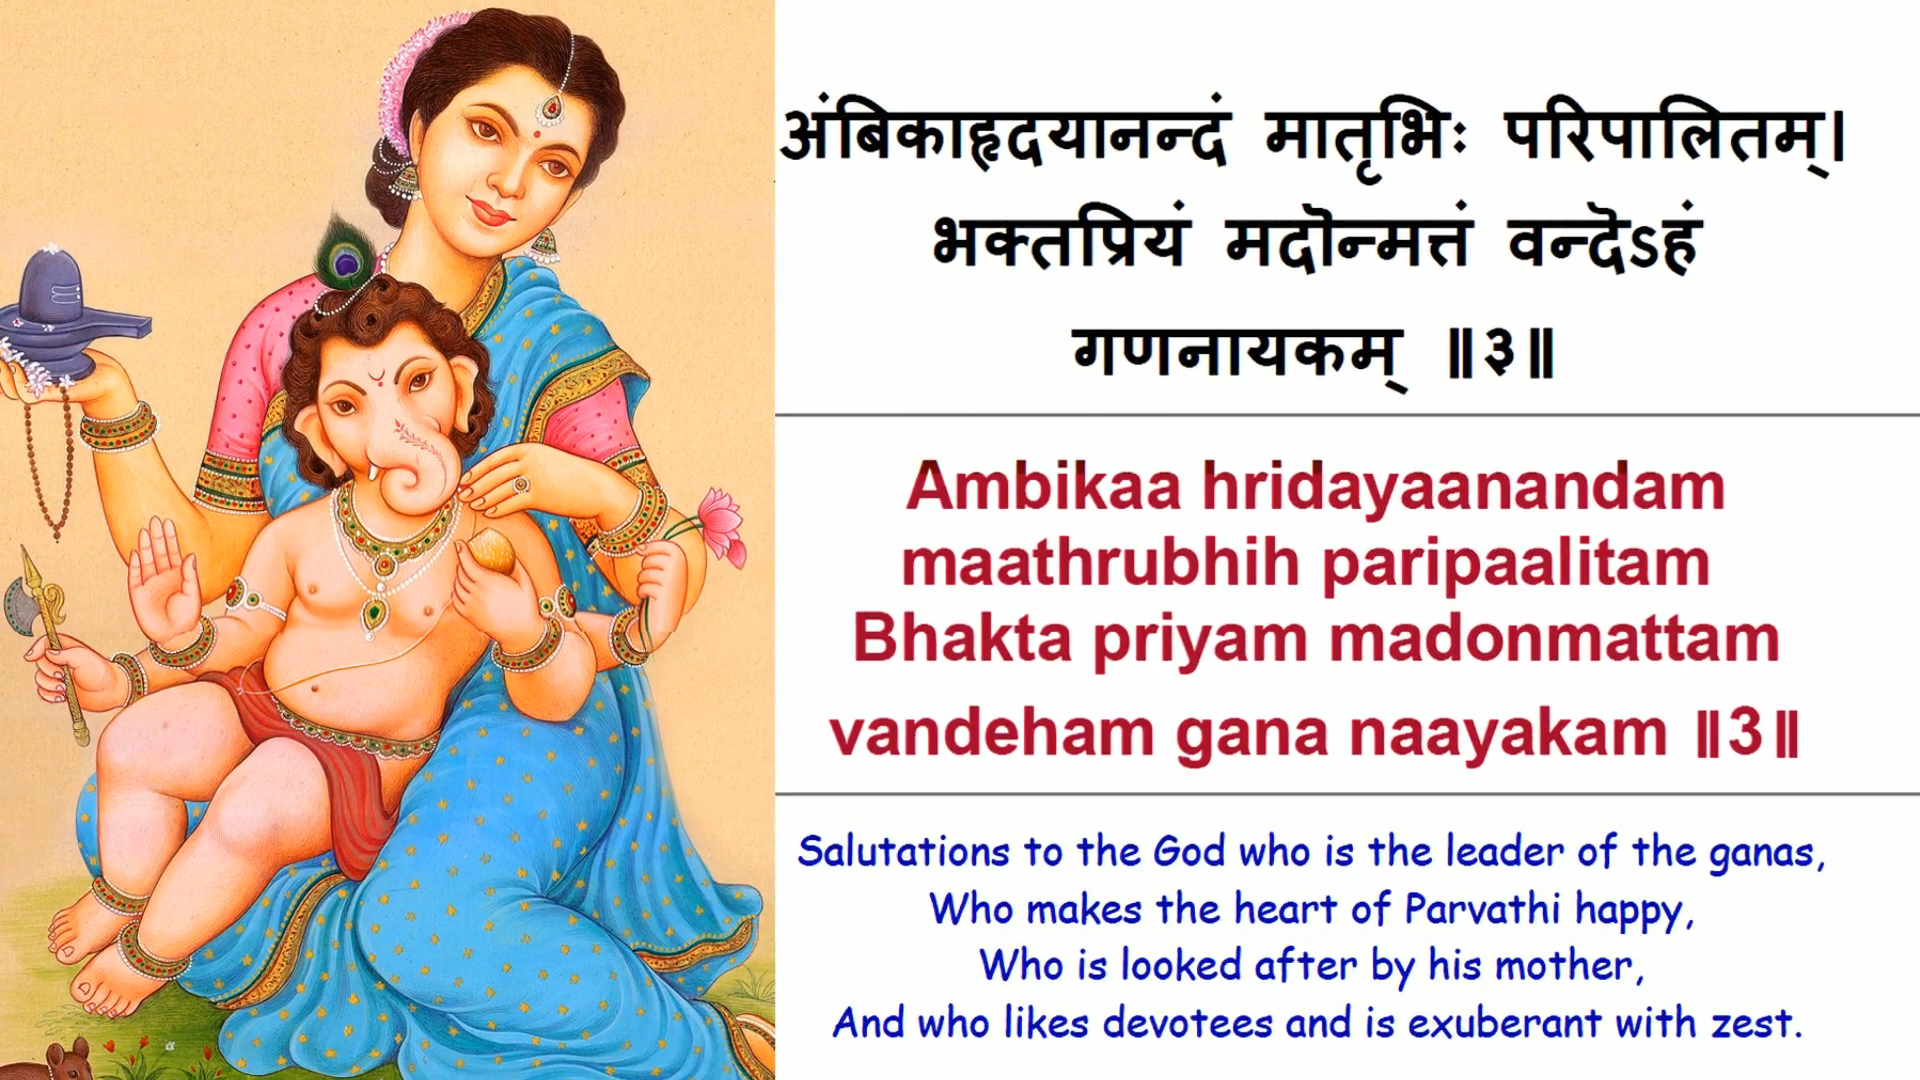 अंबिकाहृदयानन्दं मातृभिः परिपालितम्।
भक्तप्रियं मदॊन्मत्तं वन्दॆऽहं
गणनायकम् ॥३॥
Ambikaa hridayaanandam
maathrubhih paripaalitam
Bhakta priyam madonmattam
vandeham gana naayakam ॥3॥
Salutations to the God who is the leader of the ganas,
Who makes the heart of Parvathi happy,
Who is looked after by his mother,
And who likes devotees and is exuberant with zest.